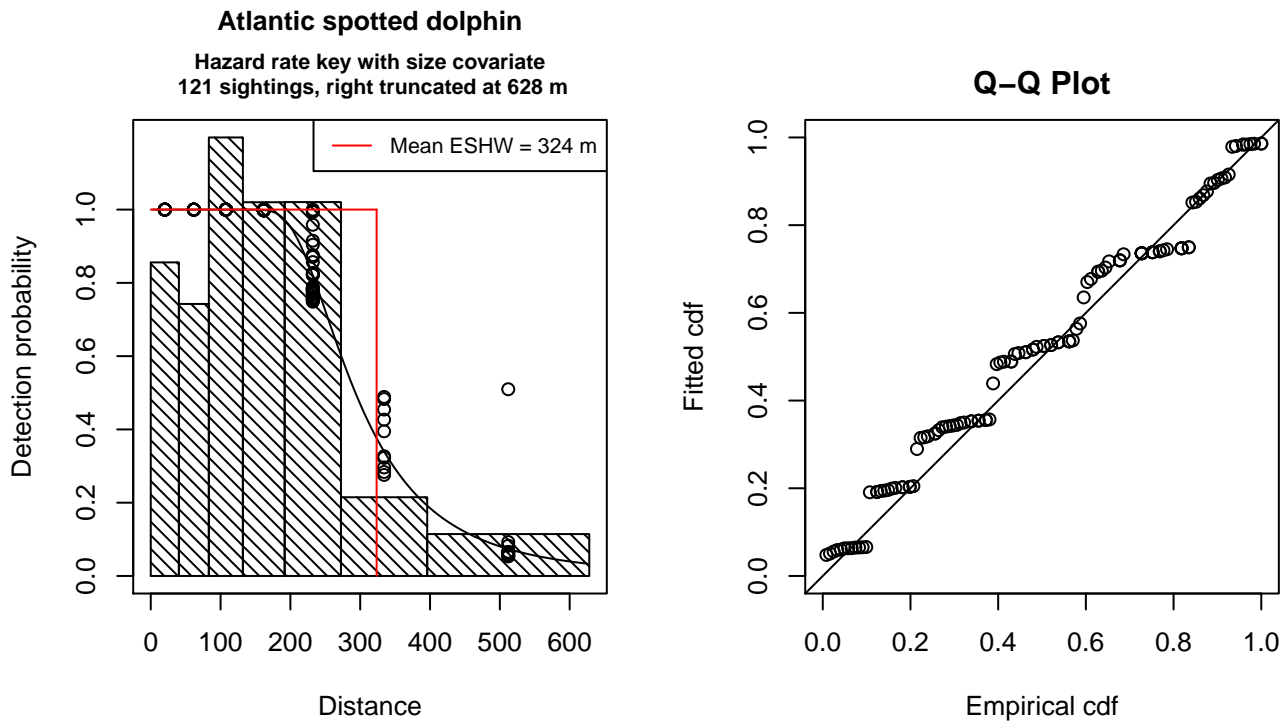 Atlantic spotted dolphin
Hazard rate key with size covariate
121 sightings, right truncated at 628 m
Mean ESHW = 324 m
Detection probability
0.0 0.2 0.4 0.6 0.8 1.0
0 100 200 300 400 500 600
Distance
Q−Q Plot
Fitted cdf
0.0 0.2 0.4 0.6 0.8 1.0
0.0 0.2 0.4 0.6 0.8 1.0
Empirical cdf